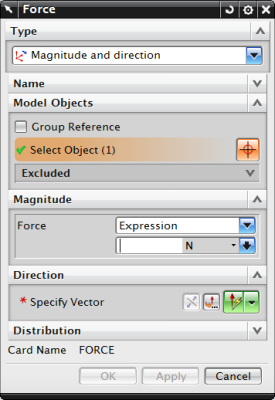 Force
Type
Magnitude and direction
Name
Model Objects
Group Reference
Select Object (1)
Excluded
Magnitude
Force Expression
N
Direction
* Specify Vector
Distribution
Card Name FORCE
OK Apply Cancel